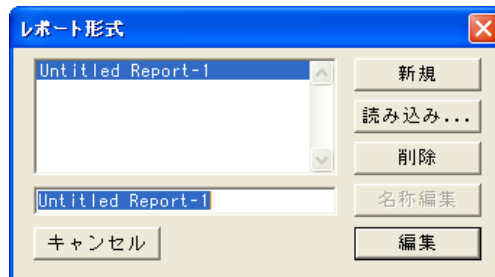 レポート形式
Untitled Report-1
新規
読み込み...
削除
Untitled Report-1
名称編集
キャンセル
編集